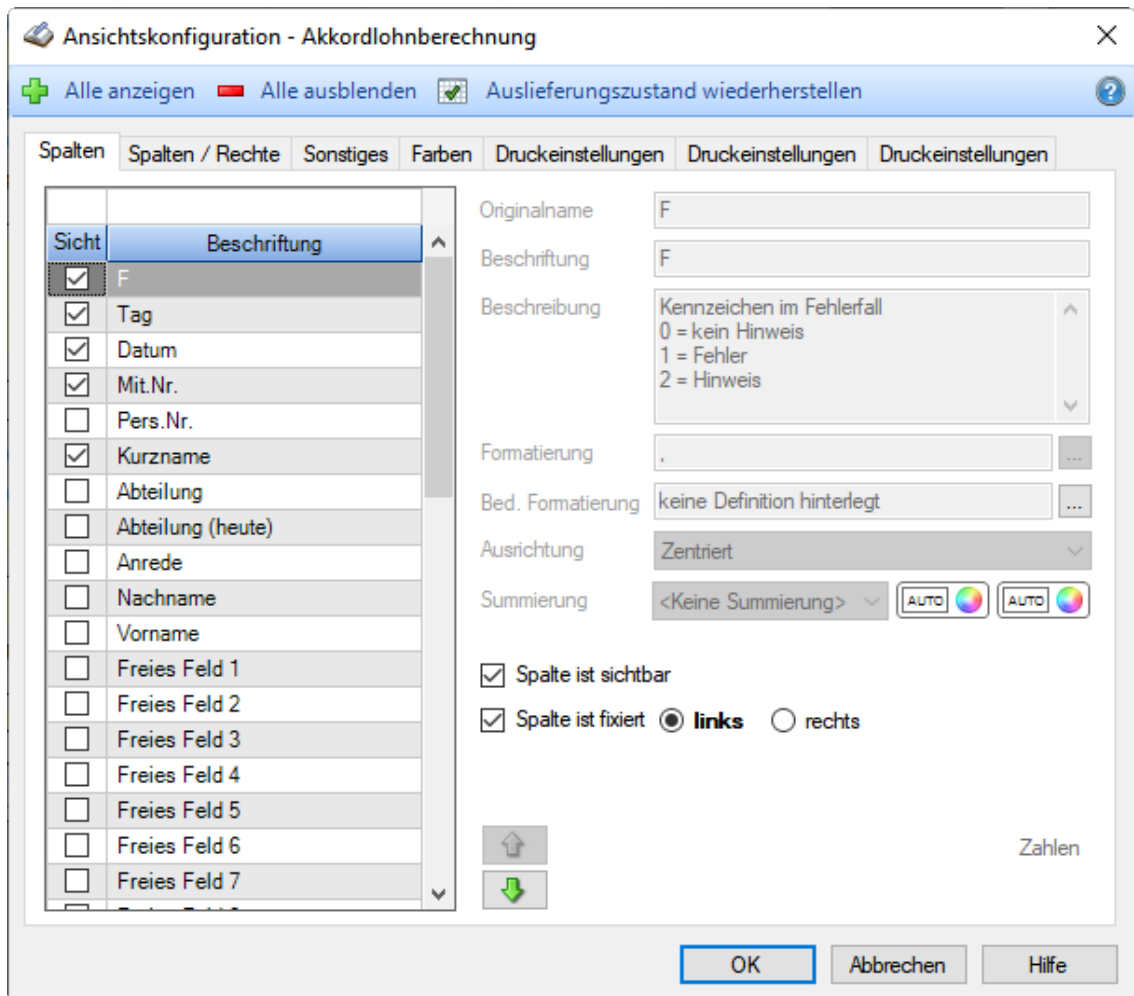 Ansichtskonfiguration - Akkordlohnberechnung
Alle anzeigen Alle ausblenden Auslieferungszustand wiederherstellen ?
Spalten Spalten / Rechte Sonstiges Farben Druckeinstellungen Druckeinstellungen Druckeinstellungen
Sicht Beschriftung
F
Tag
Datum
Mit.Nr.
Pers.Nr.
Kurzname
Abteilung
Abteilung (heute)
Anrede
Nachname
Vorname
Freies Feld 1
Freies Feld 2
Freies Feld 3
Freies Feld 4
Freies Feld 5
Freies Feld 6
Freies Feld 7
Originalname F
Beschriftung F
Beschreibung Kennzeichen im Fehlerfall
0 = kein Hinweis
1 = Fehler
2 = Hinweis
Formatierung , ...
Bed. Formatierung keine Definition hinterlegt ...
Ausrichtung Zentriert
Summierung <Keine Summierung> AUTO AUTO
Spalte ist sichtbar
Spalte ist fixiert links rechts
Zahlen
OK Abbrechen Hilfe